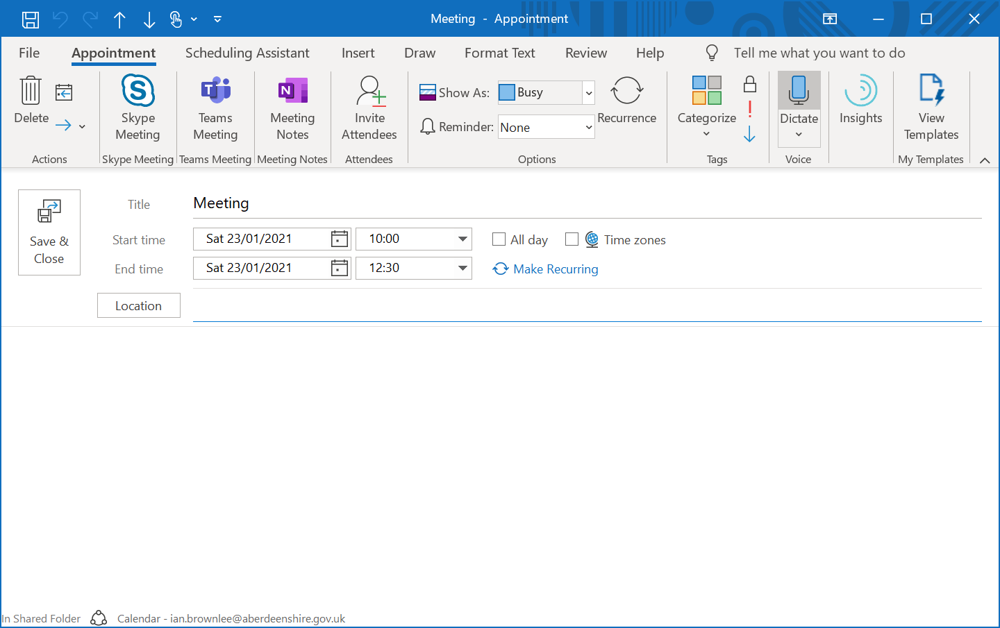 Meeting - Appointment
File Appointment Scheduling Assistant Insert Draw Format Text Review Help Tell me what you want to do
Delete
Skype Meeting
Teams Meeting
Meeting Notes
Invite Attendees
Show As: Busy
Reminder: None
Recurrence
Categorize
Dictate
Insights
View Templates
Actions Skype Meeting Teams Meeting Meeting Notes Attendees Options Tags Voice My Templates
Save & Close
Title Meeting
Start time Sat 23/01/2021 10:00 All day Time zones
End time Sat 23/01/2021 12:30 Make Recurring
Location
In Shared Folder Calendar - ian.brownlee@aberdeenshire.gov.uk